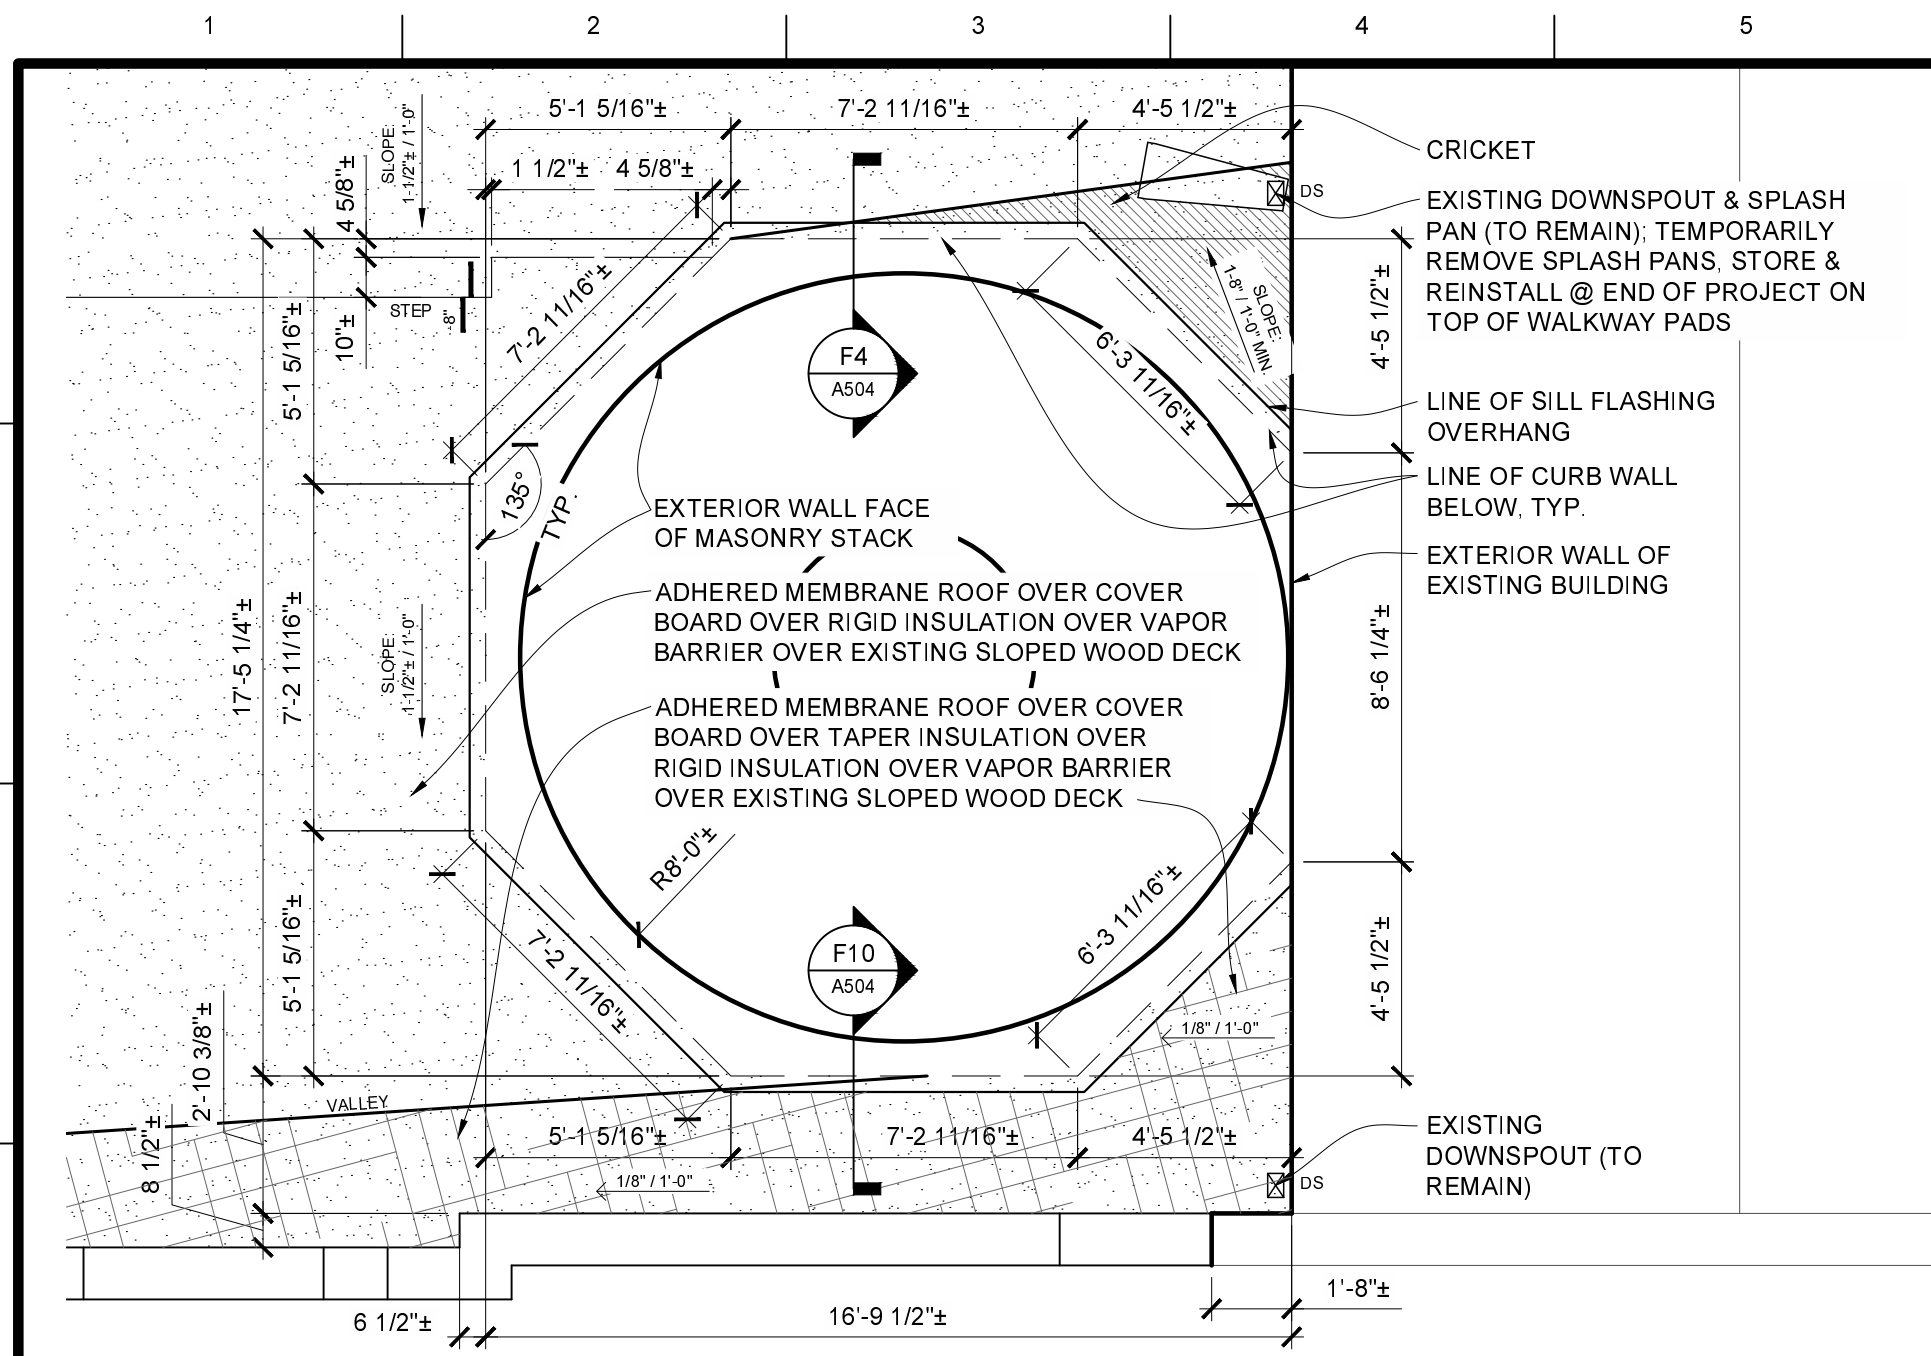 1 2 3 4 5
5'-1 5/16"± 7'-2 11/16"± 4'-5 1/2"±
1 1/2"± 4 5/8"±
4 5/8"±
SLOPE:
1-1/2"± / 1'-0"
10"±
STEP
-8"
5'-1 5/16"±
7'-2 11/16"±
135°
TYP.
F4
A504
6'-3 11/16"±
SLOPE:
1-8" / 1'-0" MIN.
DS
4'-5 1/2"±
CRICKET
EXISTING DOWNSPOUT & SPLASH
PAN (TO REMAIN); TEMPORARILY
REMOVE SPLASH PANS, STORE &
REINSTALL @ END OF PROJECT ON
TOP OF WALKWAY PADS
LINE OF SILL FLASHING
OVERHANG
LINE OF CURB WALL
BELOW, TYP.
EXTERIOR WALL OF
EXISTING BUILDING
EXTERIOR WALL FACE
OF MASONRY STACK
ADHERED MEMBRANE ROOF OVER COVER
BOARD OVER RIGID INSULATION OVER VAPOR
BARRIER OVER EXISTING SLOPED WOOD DECK
ADHERED MEMBRANE ROOF OVER COVER
BOARD OVER TAPER INSULATION OVER
RIGID INSULATION OVER VAPOR BARRIER
OVER EXISTING SLOPED WOOD DECK
17'-5 1/4"±
7'-2 11/16"±
SLOPE:
1-1/2"± / 1'-0"
8'-6 1/4"±
R8'-0"±
5'-1 5/16"±
7'-2 11/16"±
F10
A504
6'-3 11/16"±
4'-5 1/2"±
1/8" / 1'-0"
2'-10 3/8"±
8 1/2"±
VALLEY
5'-1 5/16"± 7'-2 11/16"± 4'-5 1/2"±
1/8" / 1'-0"
DS
EXISTING
DOWNSPOUT (TO
REMAIN)
1'-8"±
6 1/2"± 16'-9 1/2"±